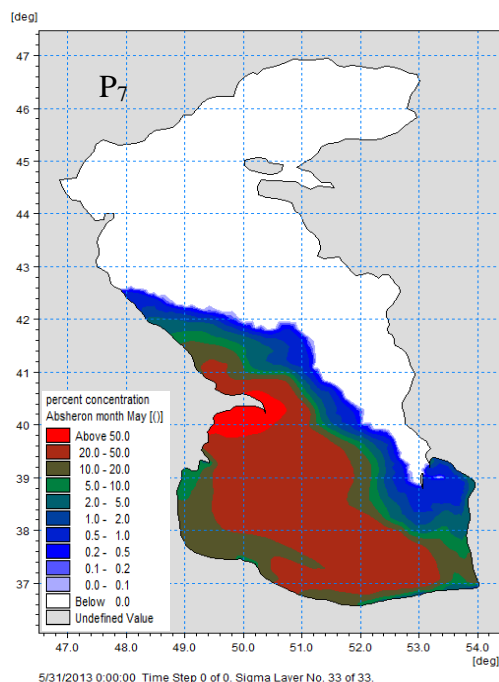 [deg]
47
P7
46
45
44
43
42
41
40
39
38
37
percent concentration
Absheron month May [()]
Above 50.0
20.0 - 50.0
10.0 - 20.0
5.0 - 10.0
2.0 - 5.0
1.0 - 2.0
0.5 - 1.0
0.2 - 0.5
0.1 - 0.2
0.0 - 0.1
Below 0.0
Undefined Value
47.0 48.0 49.0 50.0 51.0 52.0 53.0 54.0
[deg]
5/31/2013 0:00:00 Time Step 0 of 0. Sigma Layer No. 33 of 33.